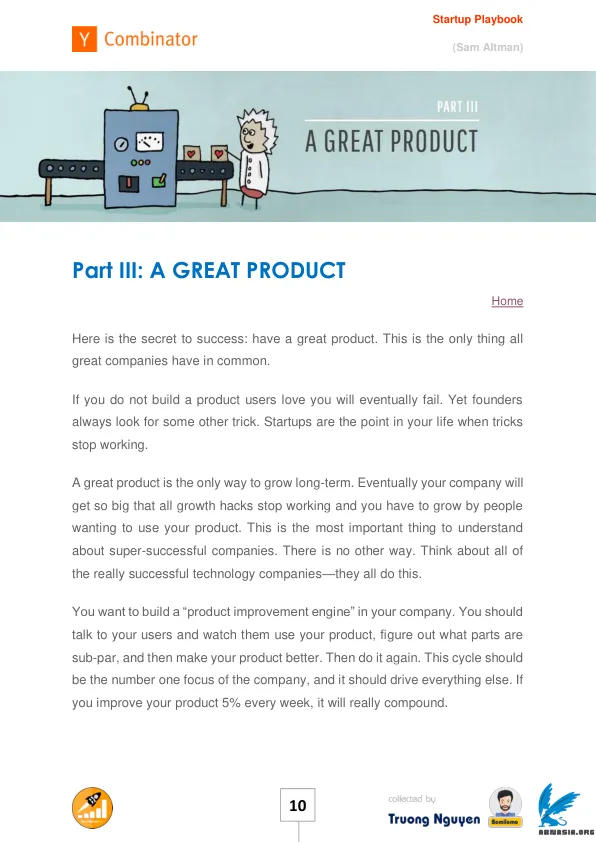 Startup Playbook
Y Combinator
(Sam Altman)
PART III
A GREAT PRODUCT
Part III: A GREAT PRODUCT
Home
Here is the secret to success: have a great product. This is the only thing all
great companies have in common.
If you do not build a product users love you will eventually fail. Yet founders
always look for some other trick. Startups are the point in your life when tricks
stop working.
A great product is the only way to grow long-term. Eventually your company will
get so big that all growth hacks stop working and you have to grow by people
wanting to use your product. This is the most important thing to understand
about super-successful companies. There is no other way. Think about all of
the really successful technology companies—they all do this.
You want to build a “product improvement engine” in your company. You should
talk to your users and watch them use your product, figure out what parts are
sub-par, and then make your product better. Then do it again. This cycle should
be the number one focus of the company, and it should drive everything else. If
you improve your product 5% every week, it will really compound.
10
collected by
Truong Nguyen
Somilama
ABNASIA.ORG